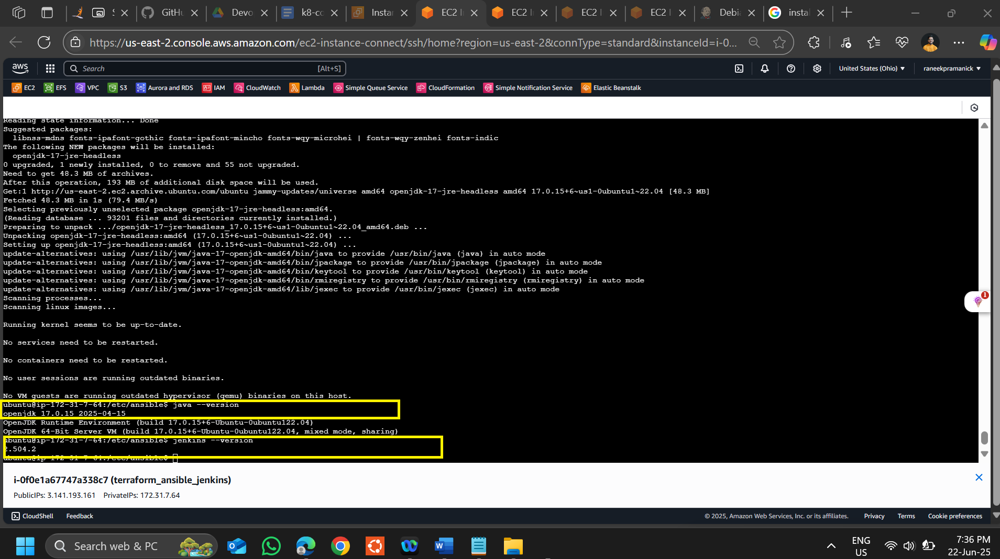 GitHu
Devo
k8-co
Instan
EC2 I
EC2 I
EC2 I
EC2 I
Debia
instal
https://us-east-2.console.aws.amazon.com/ec2-instance-connect/ssh/home?region=us-east-2&connType=standard&instanceId=i-0...
aws
Search
[Alt+S]
United States (Ohio)
raneekpramanick
EC2
EFS
VPC
S3
Aurora and RDS
IAM
CloudWatch
Lambda
Simple Queue Service
CloudFormation
Simple Notification Service
Elastic Beanstalk
Reading state information... Done
Suggested packages:
  libnss-mdns fonts-ipafont-gothic fonts-ipafont-mincho fonts-wqy-microhei | fonts-wqy-zenhei fonts-indic
The following NEW packages will be installed:
  openjdk-17-jre-headless
0 upgraded, 1 newly installed, 0 to remove and 55 not upgraded.
Need to get 48.3 MB of archives.
After this operation, 193 MB of additional disk space will be used.
Get:1 http://us-east-2.ec2.archive.ubuntu.com/ubuntu jammy-updates/universe amd64 openjdk-17-jre-headless amd64 17.0.15+6~us1-0ubuntu1~22.04 [48.3 MB]
Fetched 48.3 MB in 1s (79.4 MB/s)
Selecting previously unselected package openjdk-17-jre-headless:amd64.
(Reading database ... 93201 files and directories currently installed.)
Preparing to unpack .../openjdk-17-jre-headless_17.0.15+6~us1-0ubuntu1~22.04_amd64.deb ...
Unpacking openjdk-17-jre-headless:amd64 (17.0.15+6~us1-0ubuntu1~22.04) ...
Setting up openjdk-17-jre-headless:amd64 (17.0.15+6~us1-0ubuntu1~22.04) ...
update-alternatives: using /usr/lib/jvm/java-17-openjdk-amd64/bin/java to provide /usr/bin/java (java) in auto mode
update-alternatives: using /usr/lib/jvm/java-17-openjdk-amd64/bin/jpackage to provide /usr/bin/jpackage (jpackage) in auto mode
update-alternatives: using /usr/lib/jvm/java-17-openjdk-amd64/bin/keytool to provide /usr/bin/keytool (keytool) in auto mode
update-alternatives: using /usr/lib/jvm/java-17-openjdk-amd64/bin/rmiregistry to provide /usr/bin/rmiregistry (rmiregistry) in auto mode
update-alternatives: using /usr/lib/jvm/java-17-openjdk-amd64/lib/jexec to provide /usr/bin/jexec (jexec) in auto mode
Scanning processes...
Scanning linux images...
Running kernel seems to be up-to-date.
No services need to be restarted.
No containers need to be restarted.
No user sessions are running outdated binaries.
No VM guests are running outdated hypervisor (qemu) binaries on this host.
ubuntu@ip-172-31-7-64:/etc/ansible$ java --version
openjdk 17.0.15 2025-04-15
OpenJDK Runtime Environment (build 17.0.15+6-Ubuntu-0ubuntu122.04)
OpenJDK 64-Bit Server VM (build 17.0.15+6-Ubuntu-0ubuntu122.04, mixed mode, sharing)
ubuntu@ip-172-31-7-64:/etc/ansible$ jenkins --version
2.504.2
ubuntu@ip-172-31-7-64:/etc/ansible$
1
i-0f0e1a67747a338c7 (terraform_ansible_jenkins)
PublicIPs: 3.141.193.161 PrivateIPs: 172.31.7.64
CloudShell
Feedback
© 2025, Amazon Web Services, Inc. or its affiliates.
Privacy
Terms
Cookie preferences
Search web & PC
ENG
US
7:36 PM
22-Jun-25